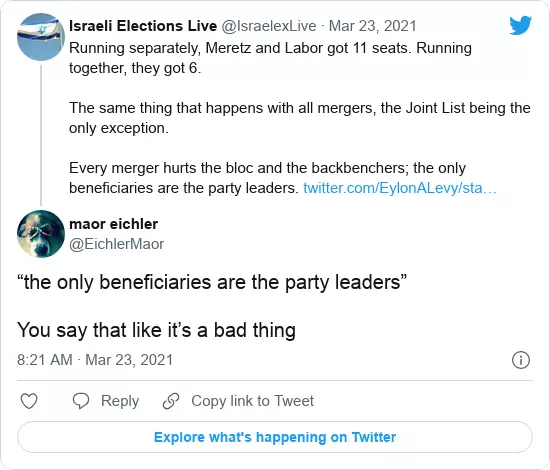 Israeli Elections Live @IsraelexLive · Mar 23, 2021
Running separately, Meretz and Labor got 11 seats. Running
together, they got 6.
The same thing that happens with all mergers, the Joint List being the
only exception.
Every merger hurts the bloc and the backbenchers; the only
beneficiaries are the party leaders. twitter.com/EylonALevy/sta…
maor eichler
@EichlerMaor
“the only beneficiaries are the party leaders”
You say that like it’s a bad thing
8:21 AM · Mar 23, 2021
Reply
Copy link to Tweet
Explore what's happening on Twitter